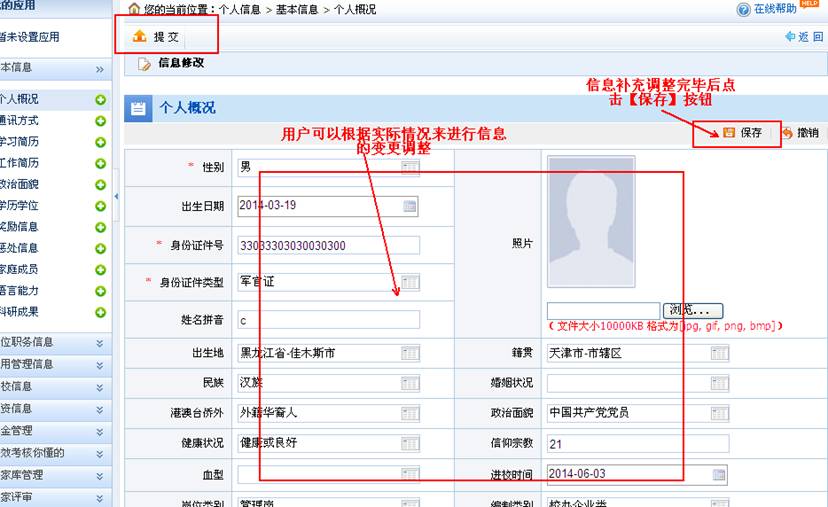 的应用
您的当前位置：个人信息 > 基本信息 > 个人概况
在线帮助
HELP
暂未设置应用
提 交
返 回
本信息
信息修改
个人概况
通讯方式
学习简历
工作简历
政治面貌
学历学位
奖励信息
惩处信息
家庭成员
语言能力
科研成果
位职务信息
用管理信息
校信息
资信息
金管理
效考核你懂的
家库管理
家评审
个人概况
信息补充调整完毕后点
击【保存】按钮
用户可以根据实际情况来进行信息
的变更调整
保存
撤销
* 性别 男
出生日期 2014-03-19
* 身份证件号 33033303030030300
照片
* 身份证件类型 军官证
姓名拼音 c
浏览...
（文件大小10000KB 格式为[jpg, gif, png, bmp]）
出生地 黑龙江省-佳木斯市 籍贯 天津市-市辖区
民族 汉族 婚姻状况
港澳台侨外 外籍华裔人 政治面貌 中国共产党党员
健康状况 健康或良好 信仰宗教 21
血型 进校时间 2014-06-03
岗位类别 管理岗 编制类别 校办企业类